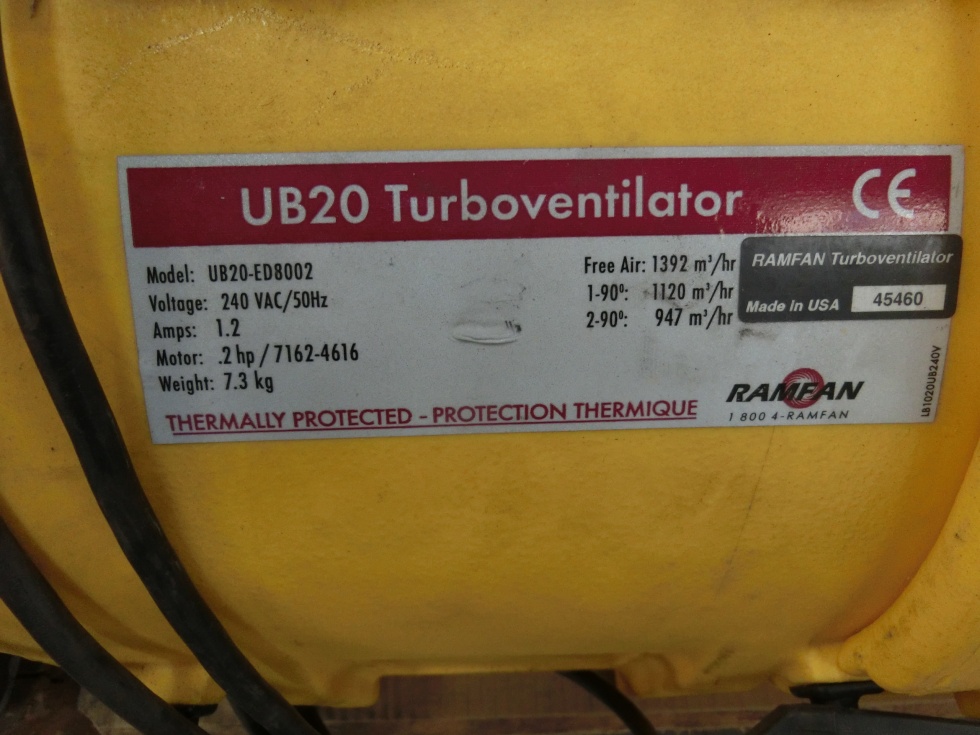 UB20 Turboventilator CE
Model: UB20-ED8002
Voltage: 240 VAC/50Hz
Amps: 1.2
Motor: .2 hp / 7162-4616
Weight: 7.3 kg
THERMALLY PROTECTED - PROTECTION THERMIQUE
Free Air: 1392 m³/hr
1-90⁰: 1120 m³/hr
2-90⁰: 947 m³/hr
RAMFAN Turboventilator
Made in USA 45460
RAMFAN
1 800 4-RAMFAN
LB1020UB240V